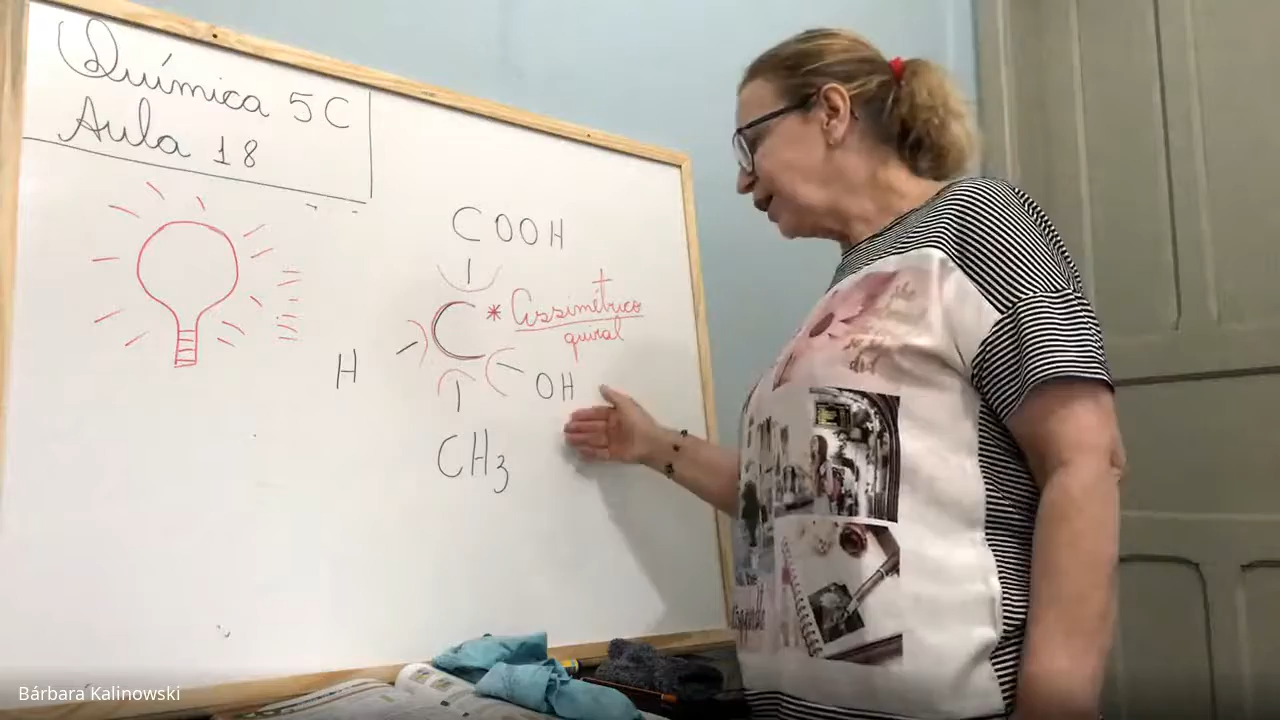 Química 5C
Aula 18
COOH
C * Assimétrico
quiral
H
OH
CH3
Bárbara Kalinowski